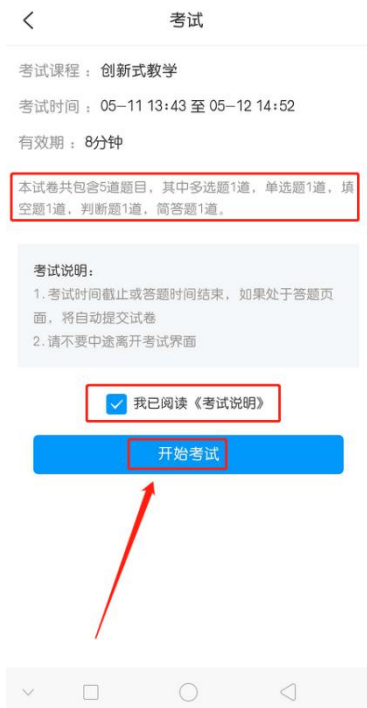 考试
考试课程：创新式教学
考试时间：05-11 13:43 至 05-12 14:52
有效期：8分钟
本试卷共包含5道题目，其中多选题1道，单选题1道，填
空题1道，判断题1道，简答题1道。
考试说明：
1.考试时间截止或答题时间结束，如果处于答题页
面，将自动提交试卷
2.请不要中途离开考试界面
我已阅读《考试说明》
开始考试